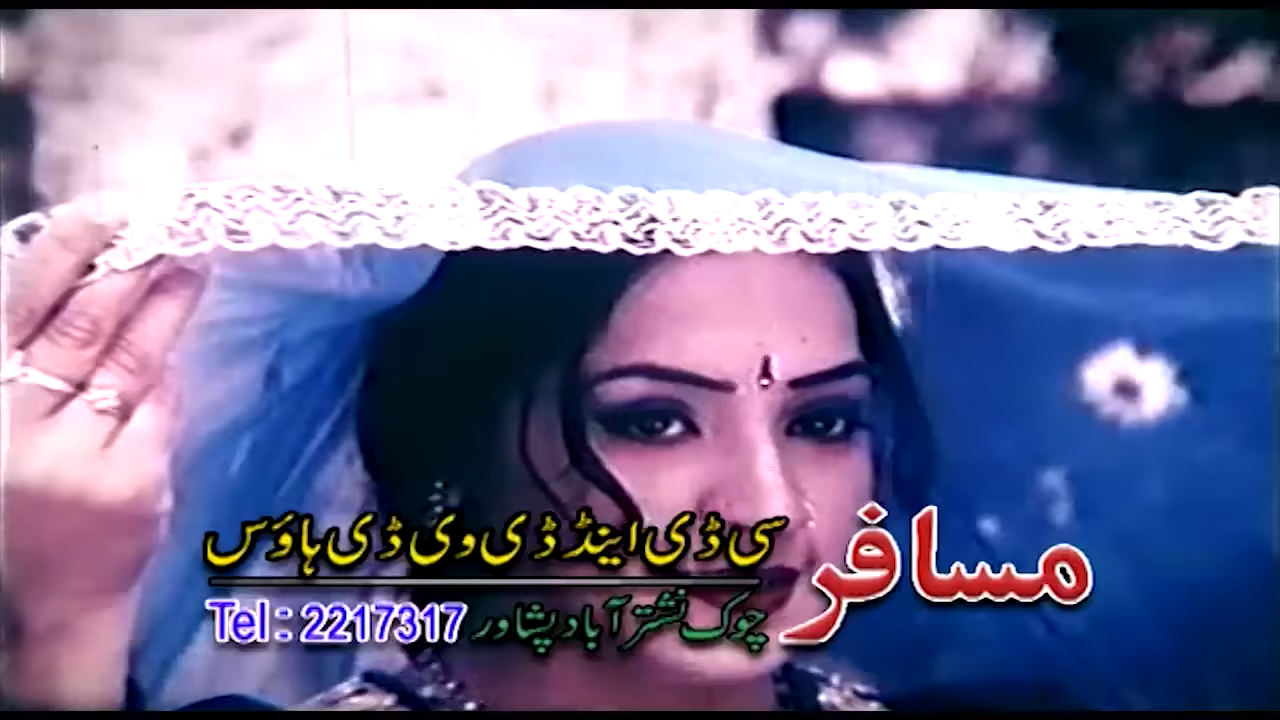 مسافر
سی ڈی اینڈ ڈی وی ڈی ہاؤس
چوک نشتر آباد پشاور Tel : 2217317